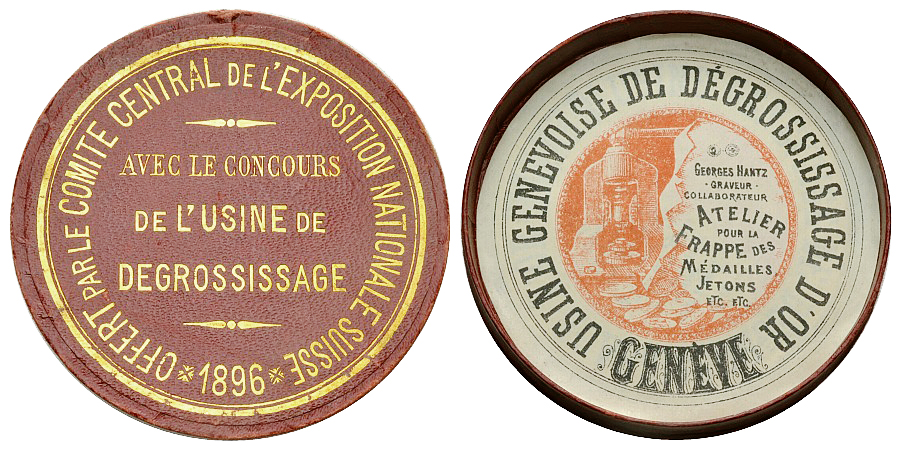 OFFERT PAR LE COMITE CENTRAL DE L'EXPOSITION NATIONALE SUISSE
1896
AVEC LE CONCOURS
DE L'USINE DE
DEGROSSISSAGE
USINE GENEVOISE DE DÉGROSSISSAGE D'OR
GENÈVE
GEORGES HANTZ
- GRAVEUR -
COLLABORATEUR
ATELIER
POUR LA
FRAPPE DES
MÉDAILLES
JETONS
ETC. ETC.